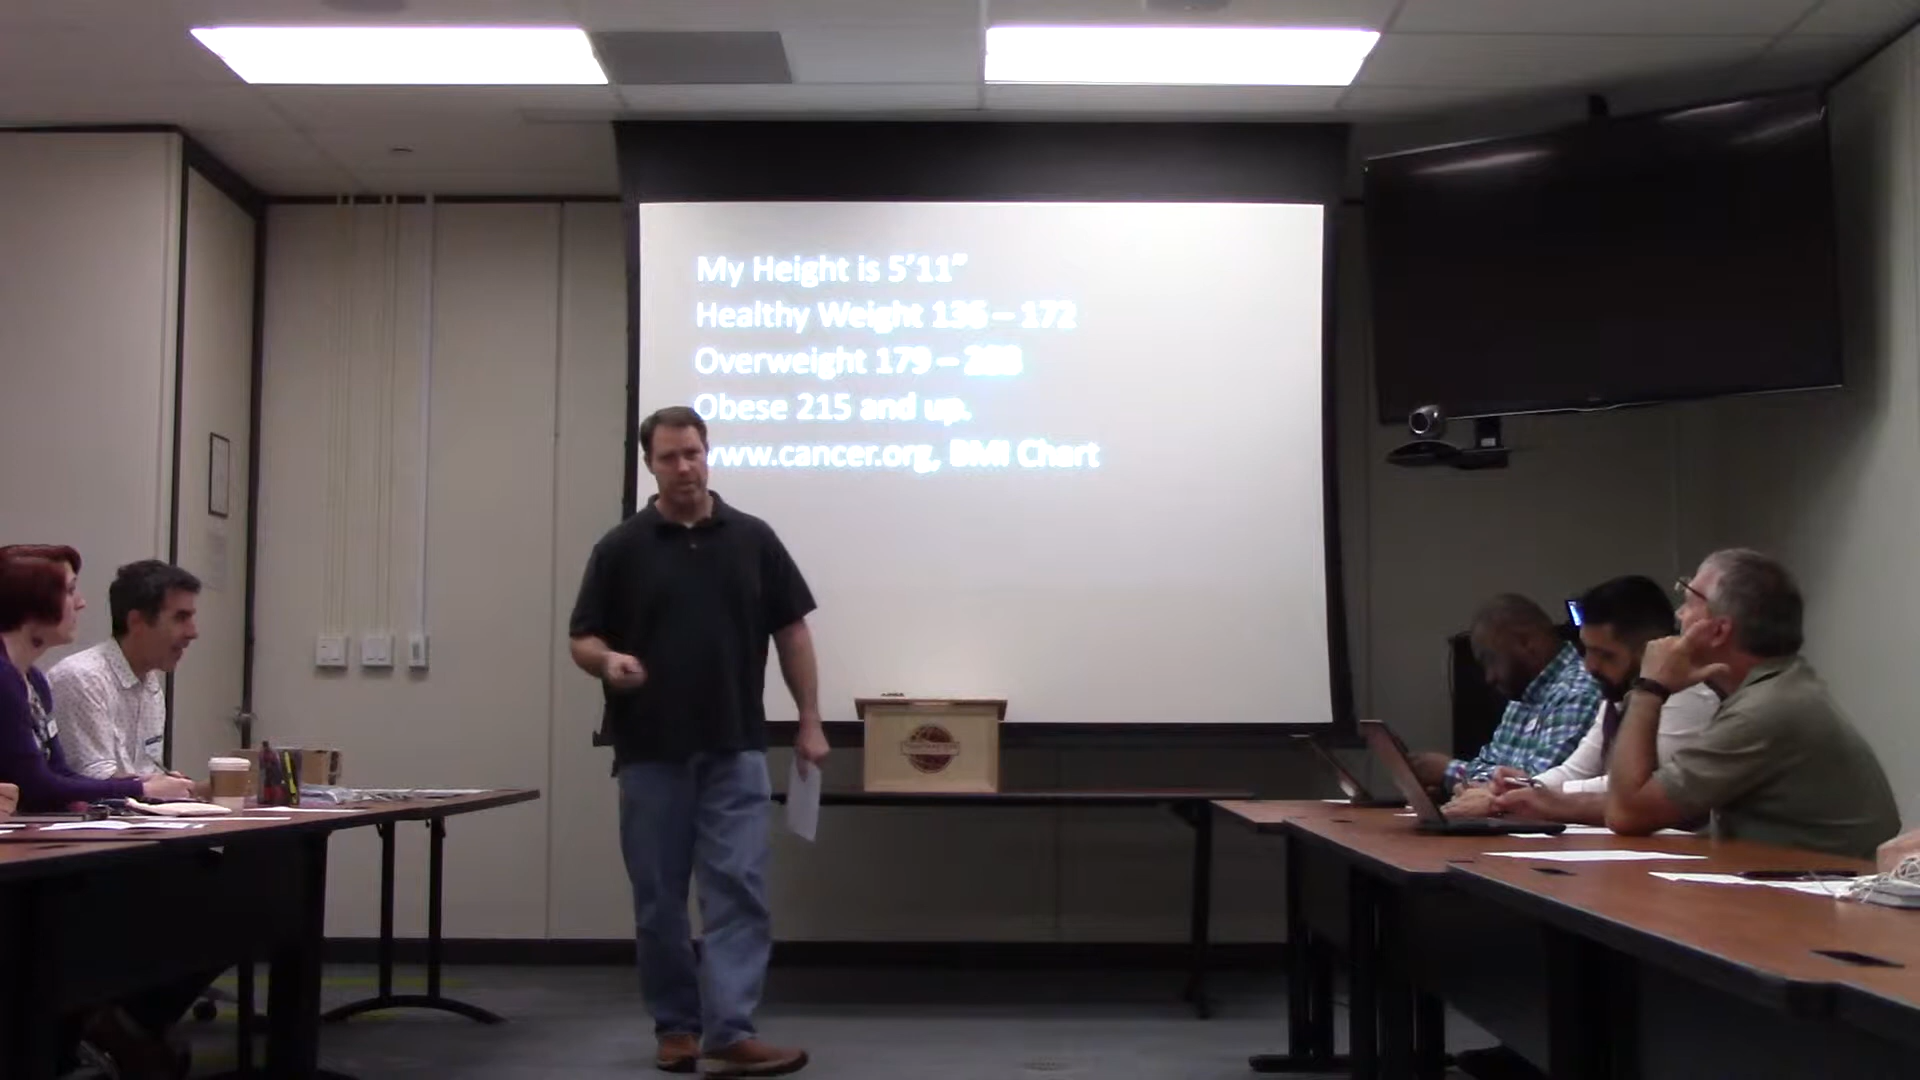 My Height is 5'11"
Healthy Weight 136 – 172
Overweight 179 –
Obese 215 and up.
www.cancer.org, BMI Chart
TOASTMASTERS